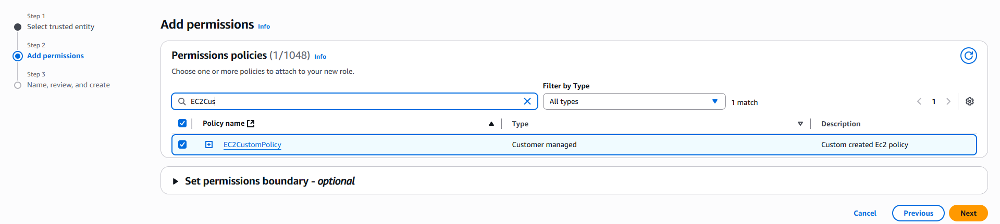 Step 1
Select trusted entity
Step 2
Add permissions
Step 3
Name, review, and create
Add permissions Info
Permissions policies (1/1048) Info
Choose one or more policies to attach to your new role.
Filter by Type
EC2Cus
All types
1 match
1
Policy name
Type
Description
EC2CustomPolicy
Customer managed
Custom created Ec2 policy
Set permissions boundary - optional
Cancel
Previous
Next